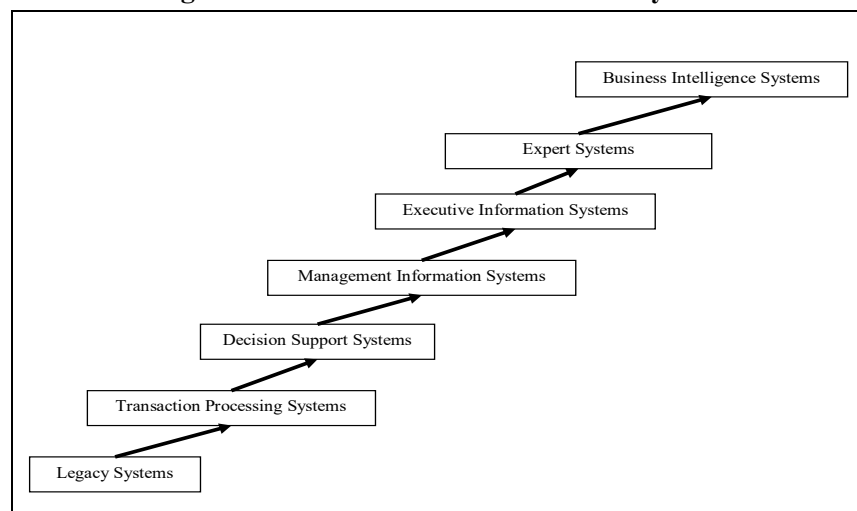 Business Intelligence Systems
Expert Systems
Executive Information Systems
Management Information Systems
Decision Support Systems
Transaction Processing Systems
Legacy Systems